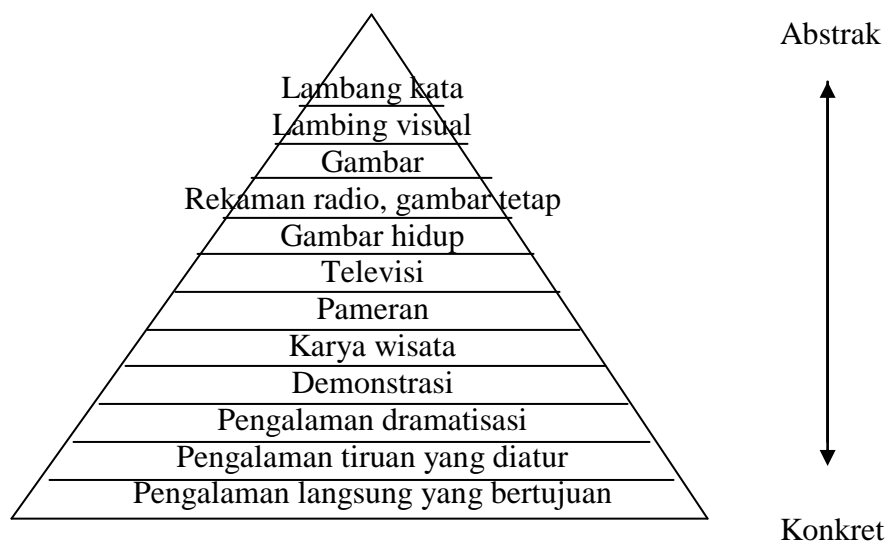 Abstrak
Lambang kata
Lambing visual
Gambar
Rekaman radio, gambar tetap
Gambar hidup
Televisi
Pameran
Karya wisata
Demonstrasi
Pengalaman dramatisasi
Pengalaman tiruan yang diatur
Pengalaman langsung yang bertujuan
Konkret